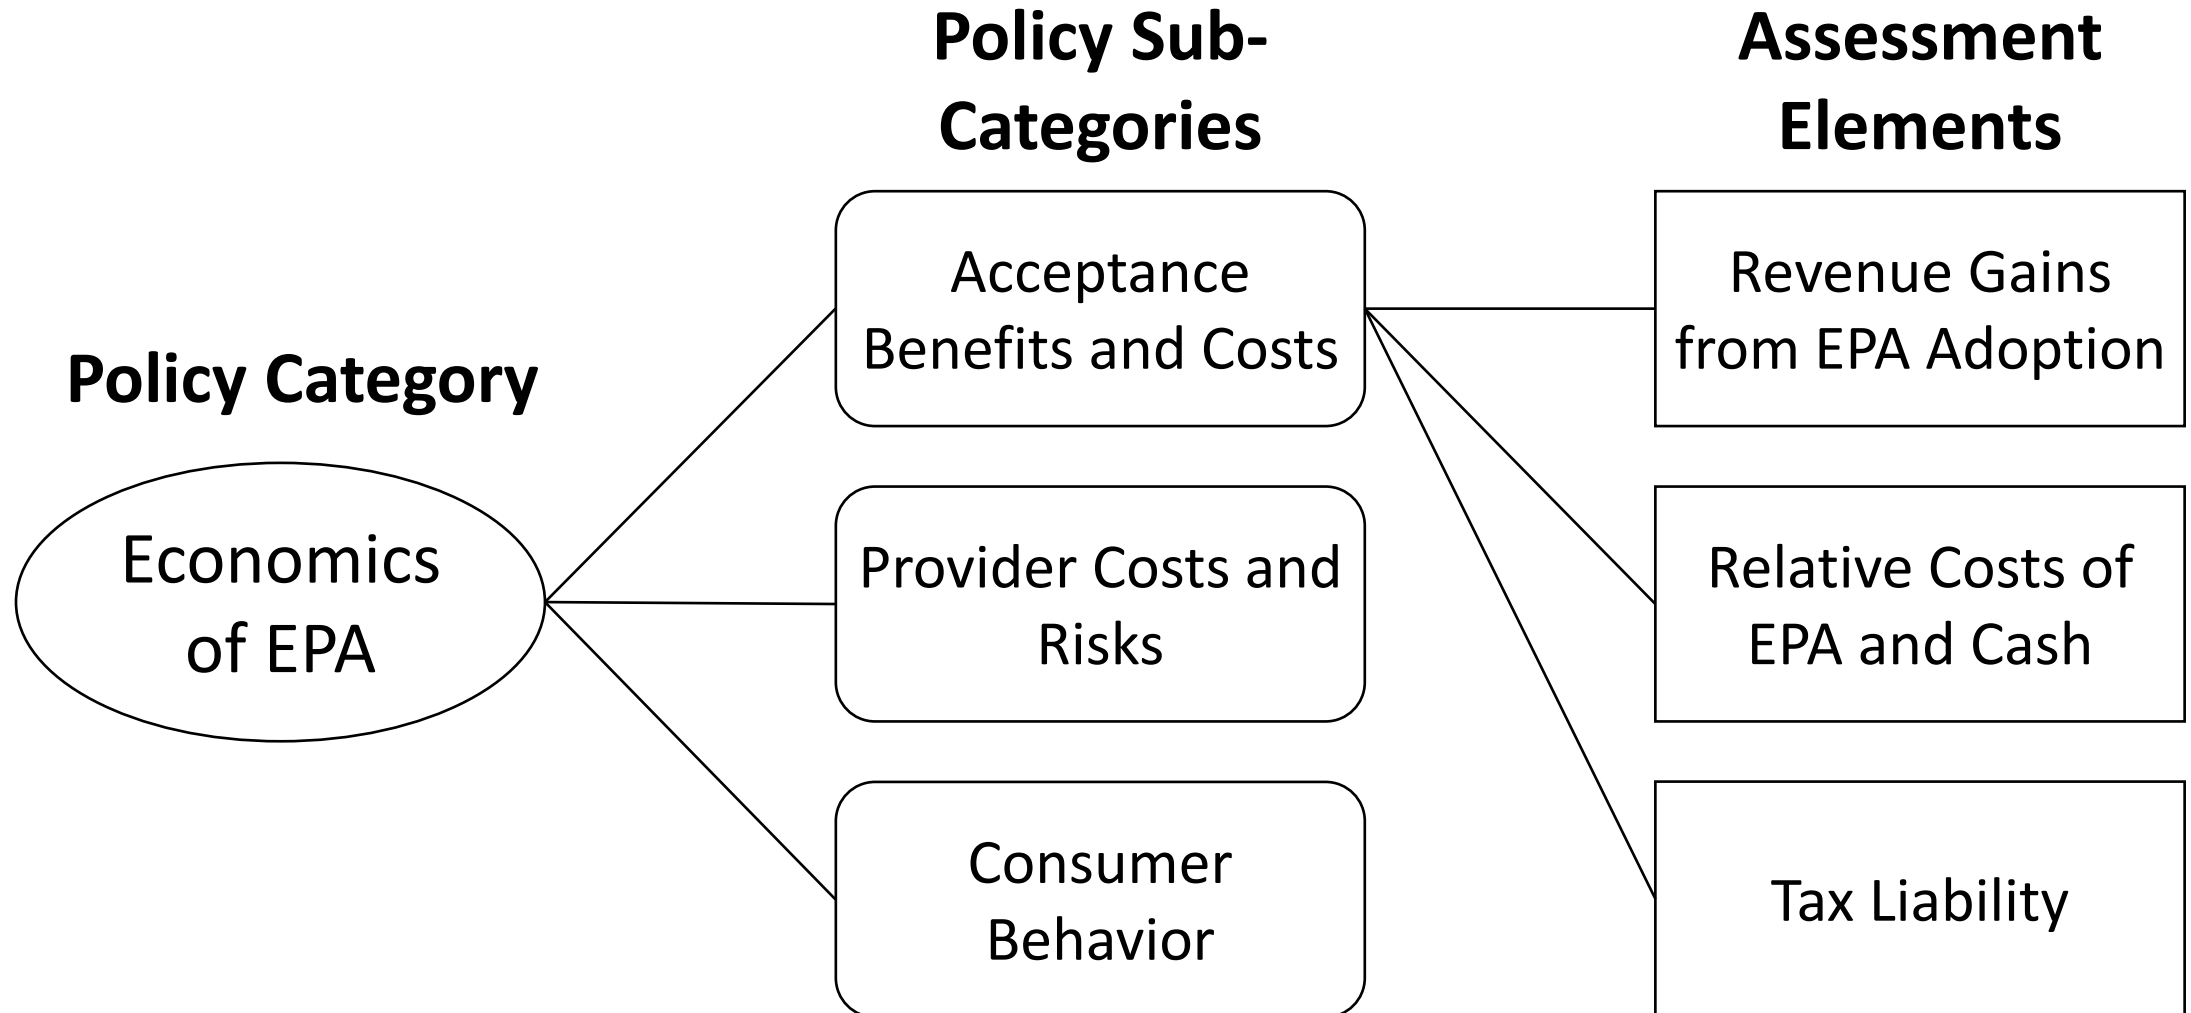 Policy Category
Economics
of EPA
Policy Sub-
Categories
Acceptance
Benefits and Costs
Provider Costs and
Risks
Consumer
Behavior
Assessment
Elements
Revenue Gains
from EPA Adoption
Relative Costs of
EPA and Cash
Tax Liability